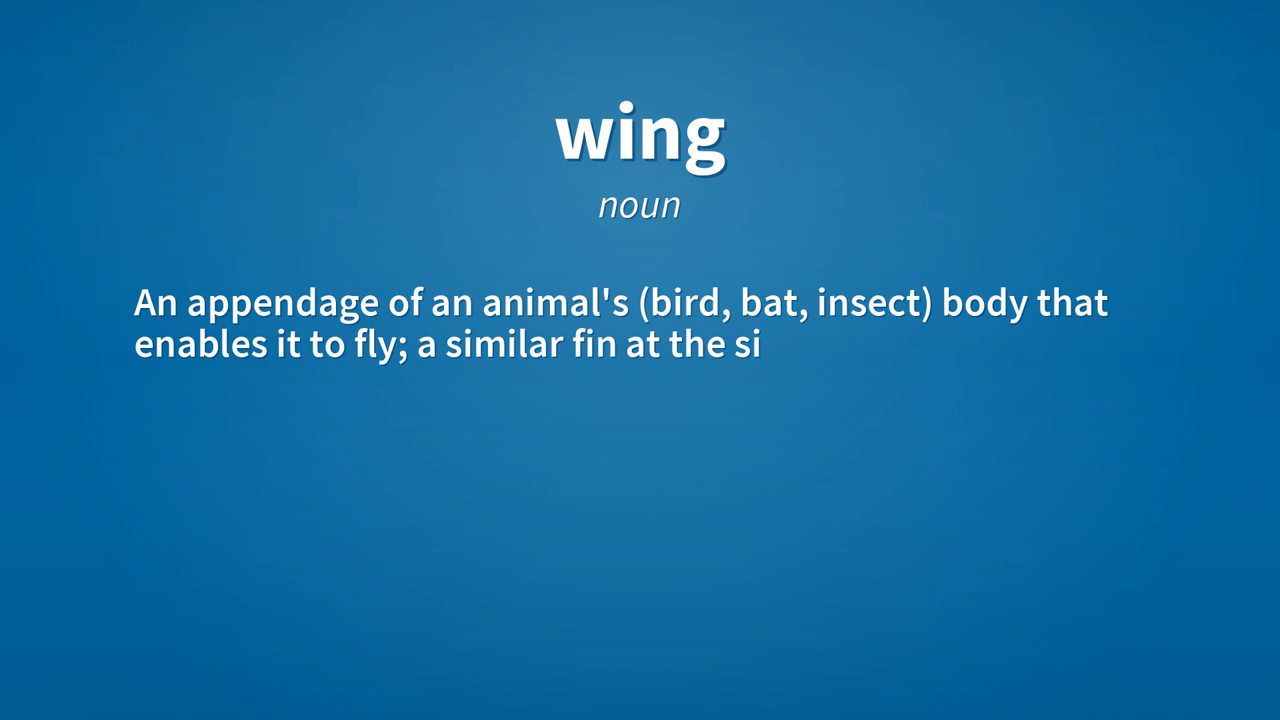 wing
noun
An appendage of an animal's (bird, bat, insect) body that
enables it to fly; a similar fin at the si